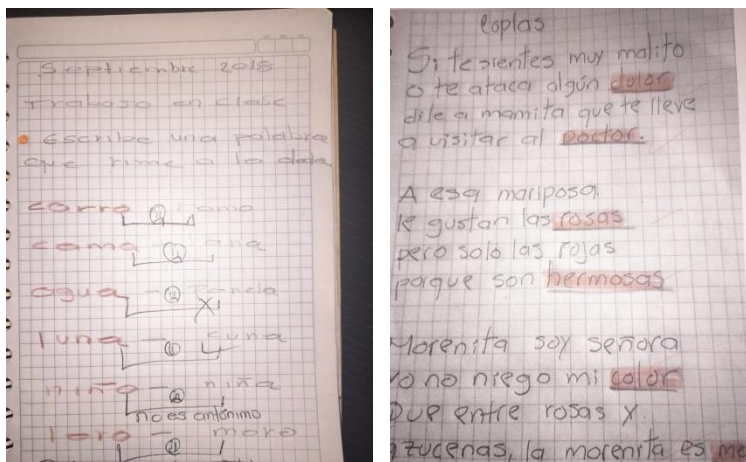 Septiembre 2018
Trabajo en clase
Escribe una palabra
que rime a la dada
carro
cama
agua
luna - cuna
niño - niña
no es antónimo
loro - moro
coplas
Si te sientes muy malito
o te ataca algún dolor
dile a mamita que te lleve
a visitar al Doctor.
A esa mariposa
le gustan las rosas
pero solo las rojas
porque son hermosas
Morenita soy señora
yo no niego mi color
Que entre rosas y
azucenas, la morenita es me